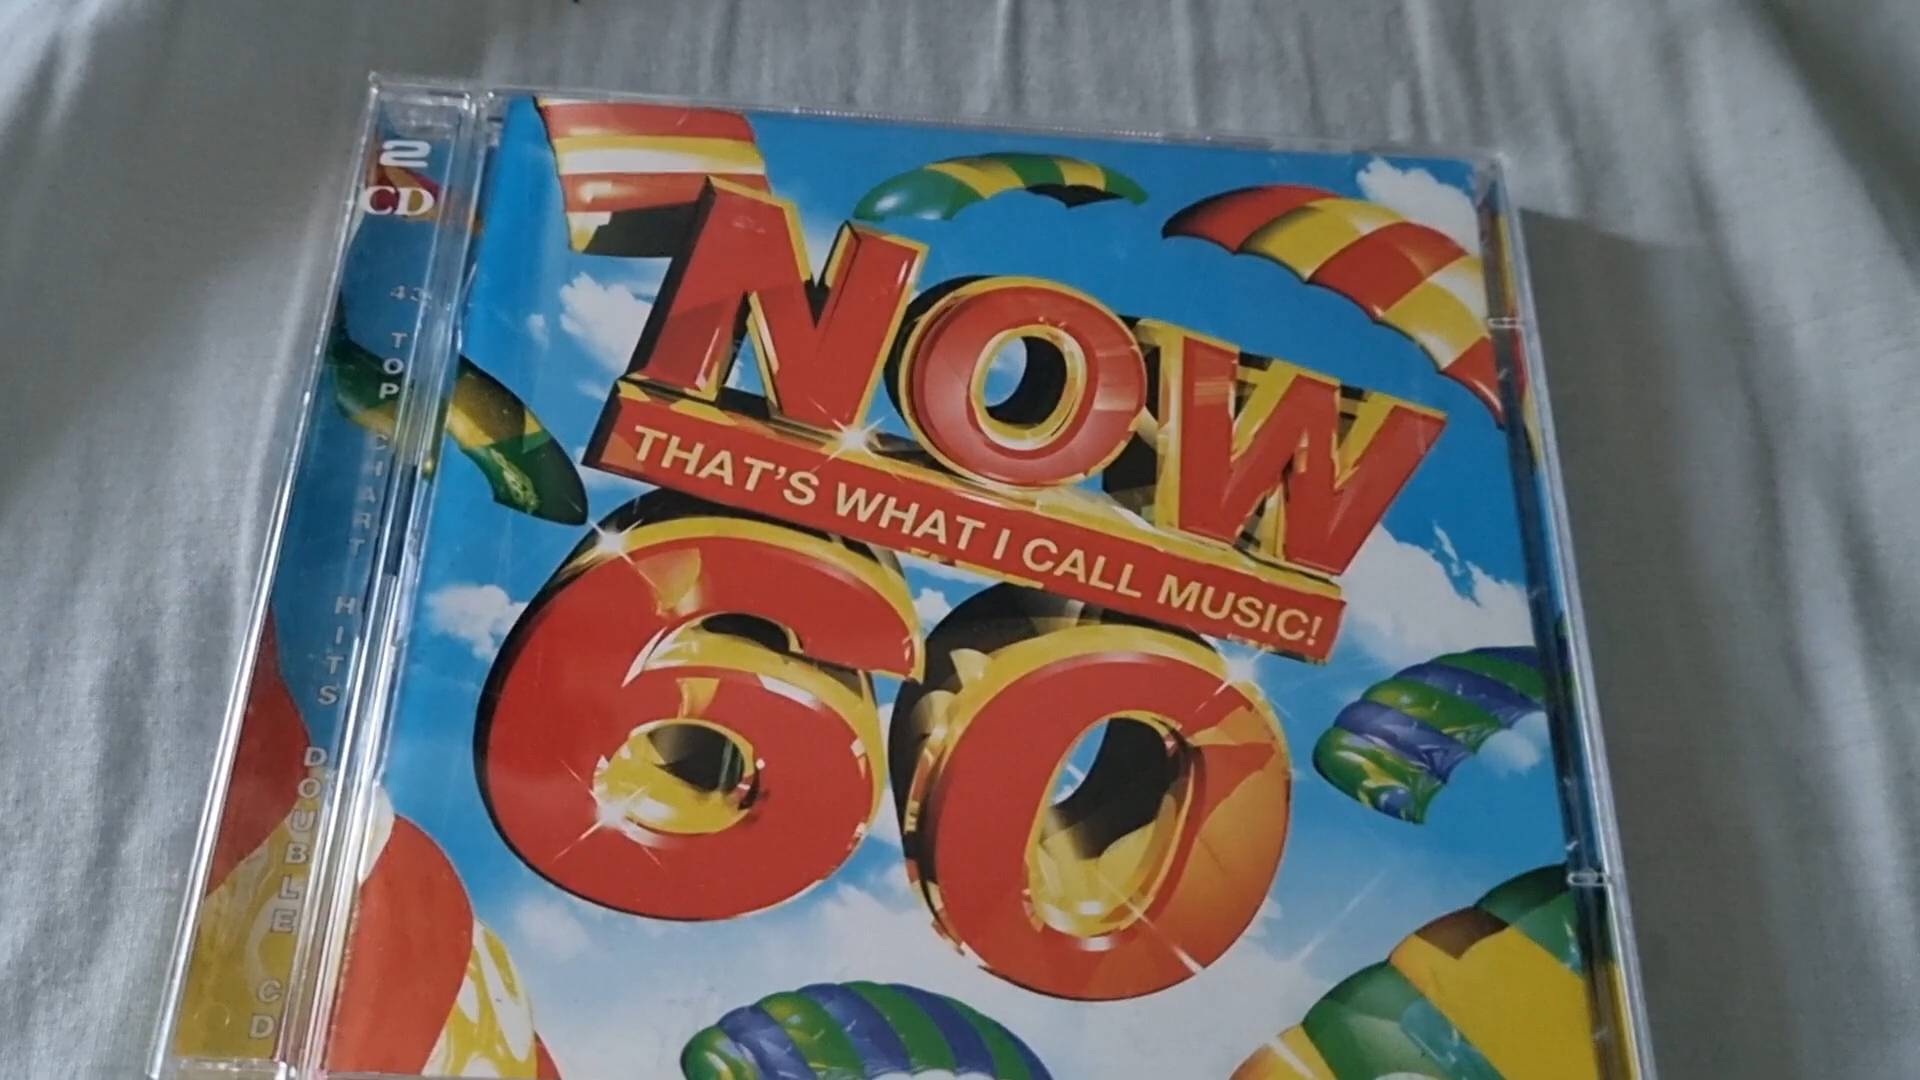 2
CD
43 TOP CHART HITS DOUBLE CD
NOW
THAT'S WHAT I CALL MUSIC!
60